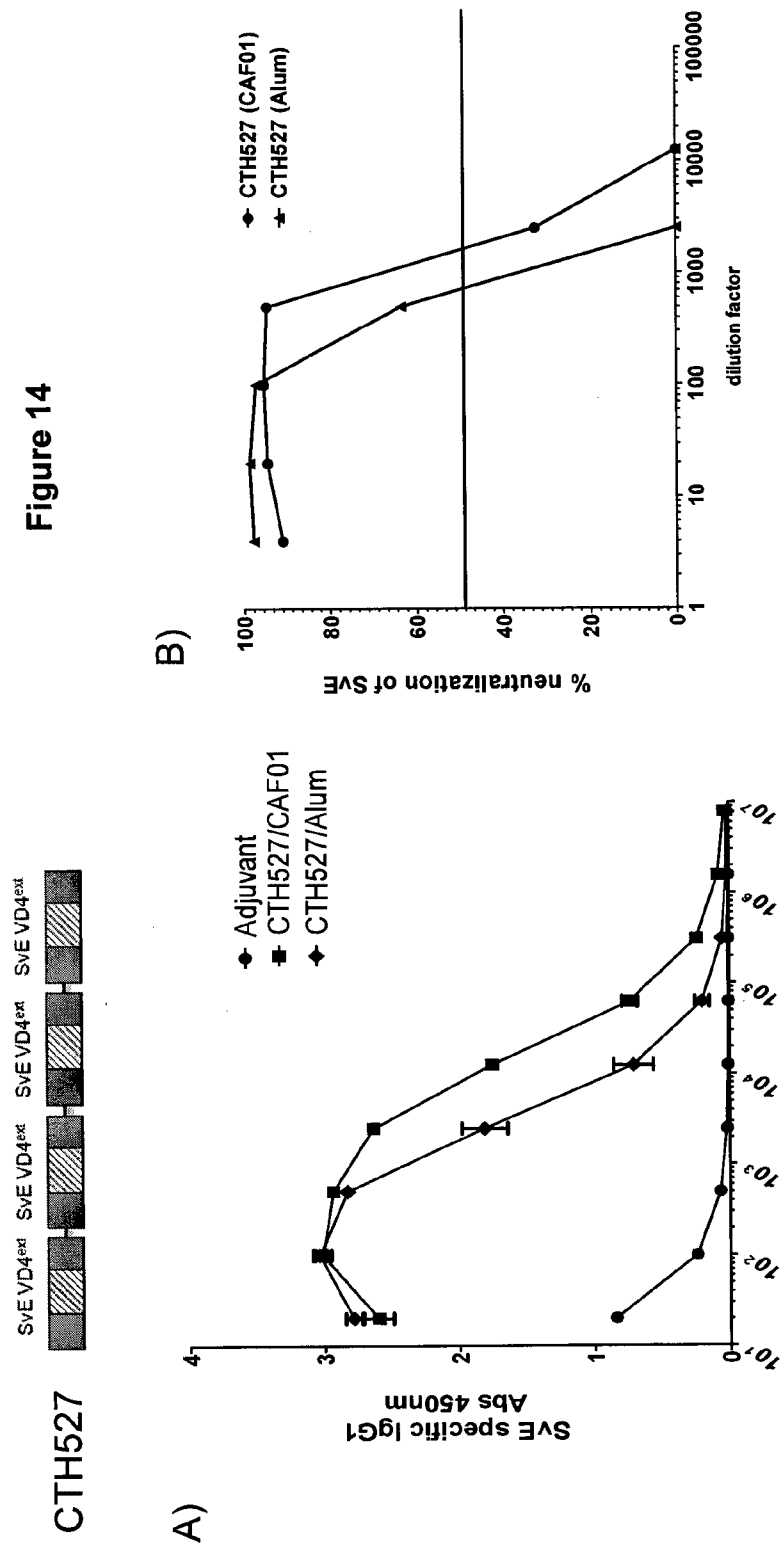 Figure 14
CTH527
SvE VD4ext SvE VD4ext SvE VD4ext SvE VD4ext
A)
SvE specific IgG1
Abs 450nm
4
3
2
1
0
10¹ 10² 10³ 10⁴ 10⁵ 10⁶ 10⁷
Adjuvant
CTH527/CAF01
CTH527/Alum
B)
% neutralization of SvE
100
80
60
40
20
0
1 10 100 1000 10000 100000
dilution factor
CTH527 (CAF01)
CTH527 (Alum)